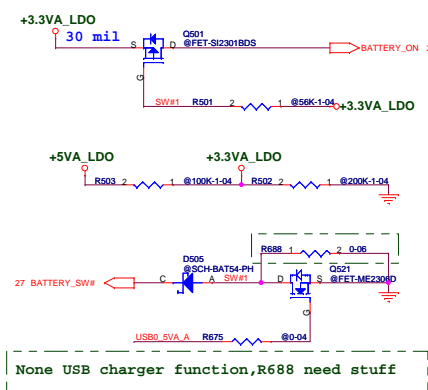 +3.3VA_LDO
30 mil
Q501
@FET-SI2301BDS
S D
G
BATTERY_ON
SW#1 R501 2 1 @56K-1-04
+3.3VA_LDO
+5VA_LDO +3.3VA_LDO
R503 2 1 @100K-1-04 R502 2 1 @200K-1-04
R688 1 2 0-06
D505
@SCH-BAT54-PH
Q521
@FET-ME2306D
27 BATTERY_SW# C A SW#1 D S
G
USB0_5VA_A R675 @0-04
None USB charger function,R688 need stuff